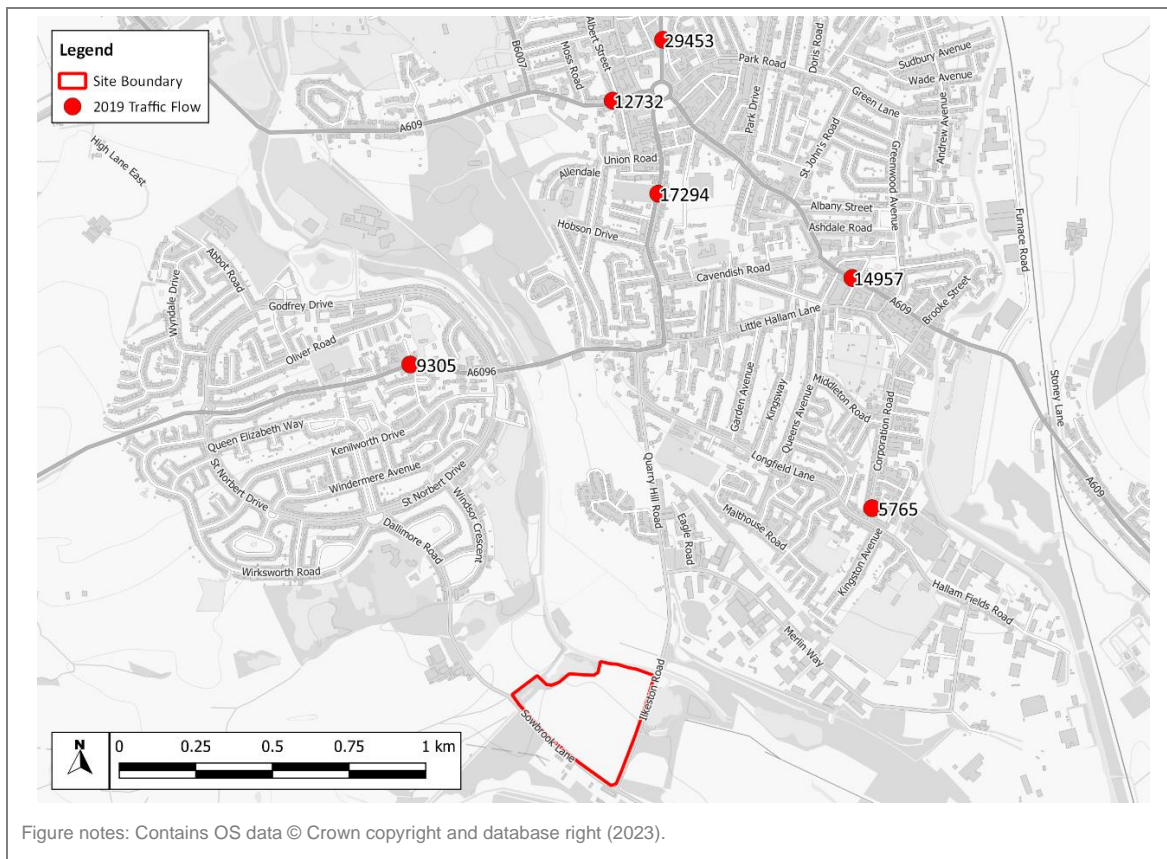 Legend
Site Boundary
2019 Traffic Flow
B6007
Moss Road
Albert Street
29453
Park Road
Doris Road
Sudbury Avenue
Wade Avenue
12732
A609
Green Lane
Park Drive
Andrew Avenue
High Lane East
Union Road
St John's Road
Greenwood Avenue
Allendale
17294
Albany Street
Furnace Road
Hobson Drive
Ashdale Road
Abbot Road
Cavendish Road
14957
Wyndale Drive
Godfrey Drive
A609
Brooke Street
Little Hallam Lane
Oliver Road
9305
A6096
Stoney Lane
Garden Avenue
Kingsway
Queens Avenue
Middleton Road
Queen Elizabeth Way
Kenilworth Drive
Corporation Road
Windermere Avenue
Longfield Lane
St Norbert Drive
St Norbert Drive
Quarry Hill Road
A609
Windsor Crescent
5765
Dallimore Road
Eagle Road
Malthouse Road
Wirksworth Road
Kingston Avenue
Hallam Fields Road
Merlin Way
Ilkeston Road
Sowbrook Lane
N
0 0.25 0.5 0.75 1 km
Figure notes: Contains OS data © Crown copyright and database right (2023).